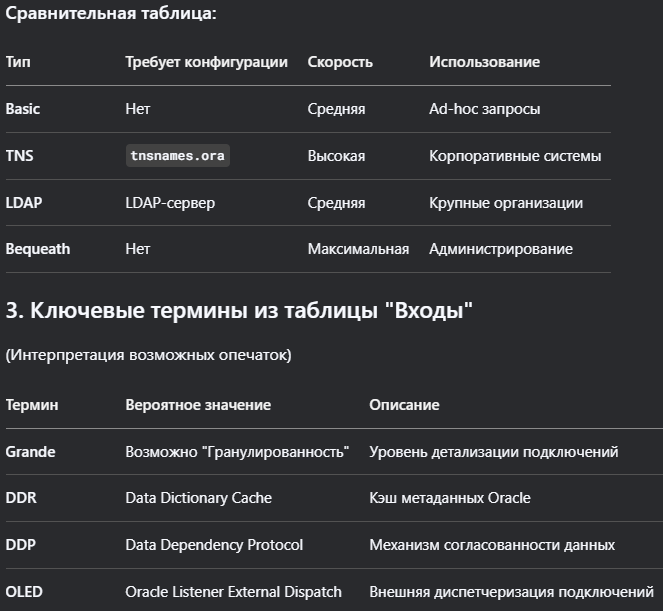 Сравнительная таблица:
Тип Требует конфигурации Скорость Использование
Basic Нет Средняя Ad-hoc запросы
TNS tnsnames.ora Высокая Корпоративные системы
LDAP LDAP-сервер Средняя Крупные организации
Bequeath Нет Максимальная Администрирование
3. Ключевые термины из таблицы "Входы"
(Интерпретация возможных опечаток)
Термин Вероятное значение Описание
Grande Возможно "Гранулированность" Уровень детализации подключений
DDR Data Dictionary Cache Кэш метаданных Oracle
DDP Data Dependency Protocol Механизм согласованности данных
OLED Oracle Listener External Dispatch Внешняя диспетчеризация подключений